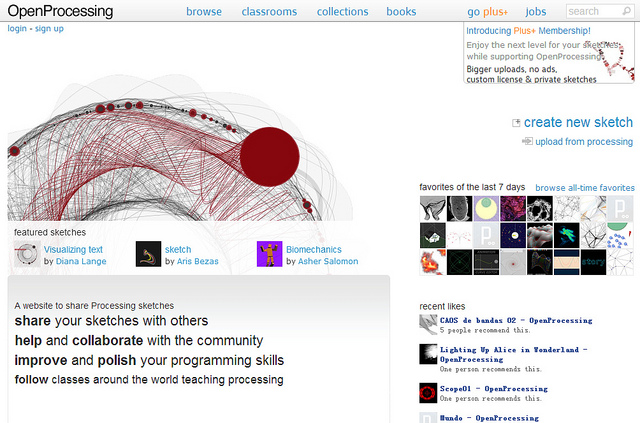 OpenProcessing browse classrooms collections books go plus+ jobs search
login - sign up
Introducing Plus+ Membership!
Enjoy the next level for your sketches
while supporting OpenProcessing
Bigger uploads, no ads,
custom license & private sketches
create new sketch
upload from processing
favorites of the last 7 days browse all-time favorites
featured sketches
Visualizing text
by Diana Lange
sketch
by Aris Bezas
Biomechanics
by Asher Salomon
story
A website to share Processing sketches
share your sketches with others
help and collaborate with the community
improve and polish your programming skills
follow classes around the world teaching processing
recent likes
CAOS de bandas 02 - OpenProcessing
5 people recommend this.
Lighting Up Alice in Wonderland -
OpenProcessing
One person recommends this.
Scope01 - OpenProcessing
One person recommends this.
Mundo - OpenProcessing